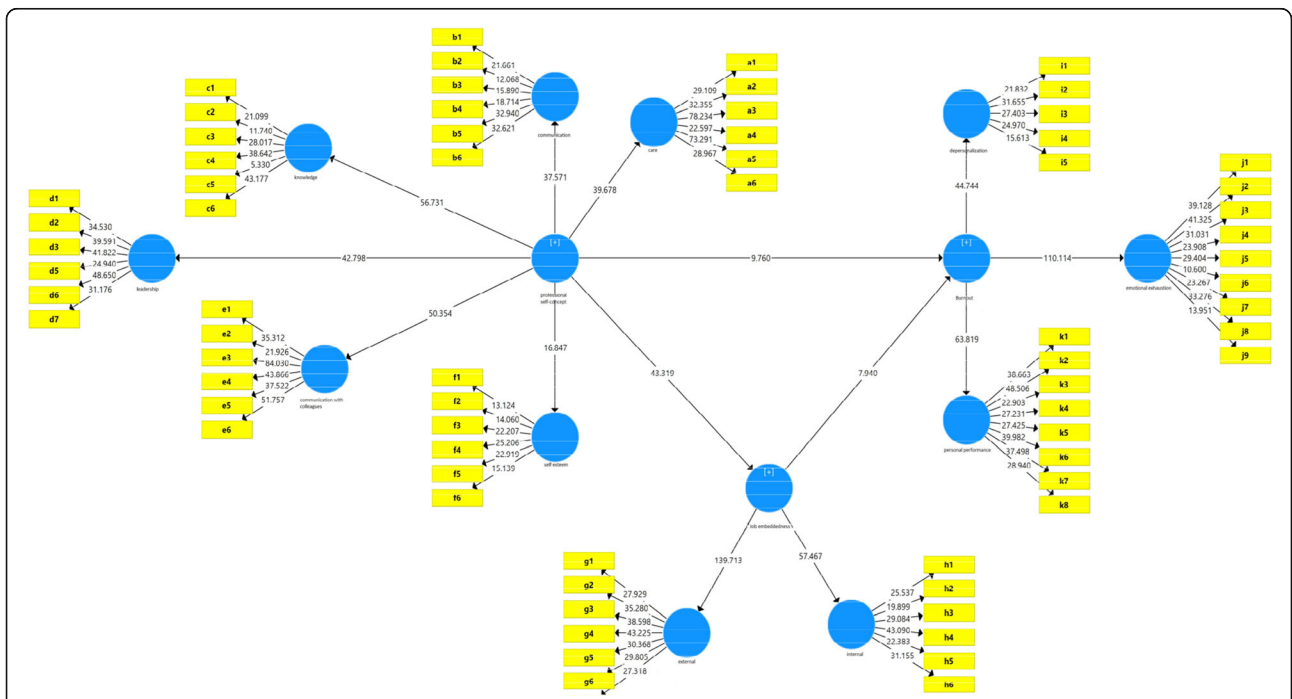 b1
b2
b3
b4
b5
b6
21.661
12.068
15.890
18.714
32.940
32.621
communication
a1
a2
a3
a4
a5
a6
29.109
32.355
78.234
22.597
73.291
28.967
care
i1
i2
i3
i4
i5
21.832
31.655
27.403
24.970
15.613
depersonalization
c1
c2
c3
c4
c5
c6
21.099
11.740
28.017
38.642
5.330
43.177
knowledge
37.571
39.678
44.744
56.731
d1
d2
d3
d5
d6
d7
34.530
39.591
41.822
24.940
48.650
31.176
leadership
42.798
[+]
professional
self-concept
9.760
[+]
Burnout
110.114
j1
j2
j3
j4
j5
j6
j7
j8
j9
39.128
41.325
31.031
23.908
29.404
10.600
23.267
33.276
13.951
emotional exhaustion
50.354
16.847
43.319
7.940
63.819
e1
e2
e3
e4
e5
e6
35.312
21.926
84.030
43.866
37.522
51.757
communication with
colleagues
f1
f2
f3
f4
f5
f6
13.124
14.060
22.207
25.206
22.919
15.139
self esteem
k1
k2
k3
k4
k5
k6
k7
k8
38.663
48.506
22.903
27.231
27.425
39.982
37.498
28.940
personal performance
[+]
Job embeddedness
139.713
57.467
g1
g2
g3
g4
g5
g6
27.929
35.280
38.598
43.225
30.368
29.805
27.318
external
h1
h2
h3
h4
h5
h6
25.537
19.899
29.084
43.090
22.383
31.155
internal